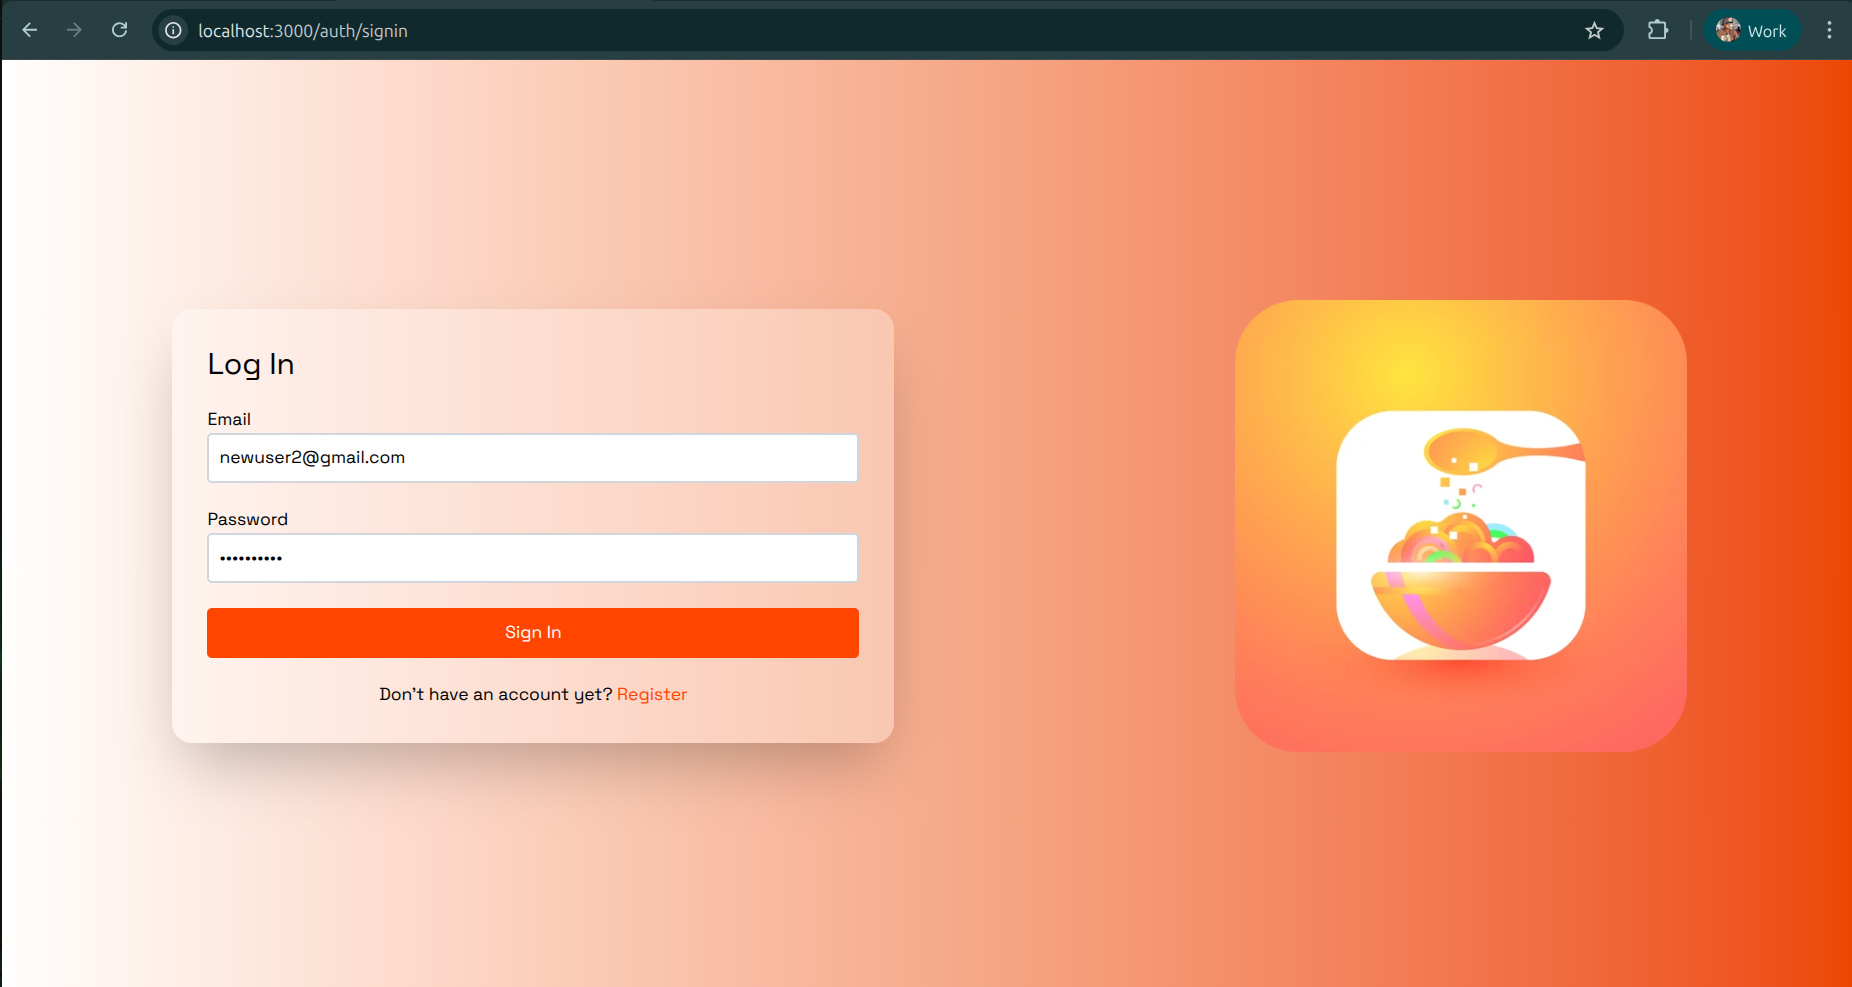 localhost:3000/auth/signin
Work
Log In
Email
newuser2@gmail.com
Password
••••••••••
Sign In
Don't have an account yet? Register